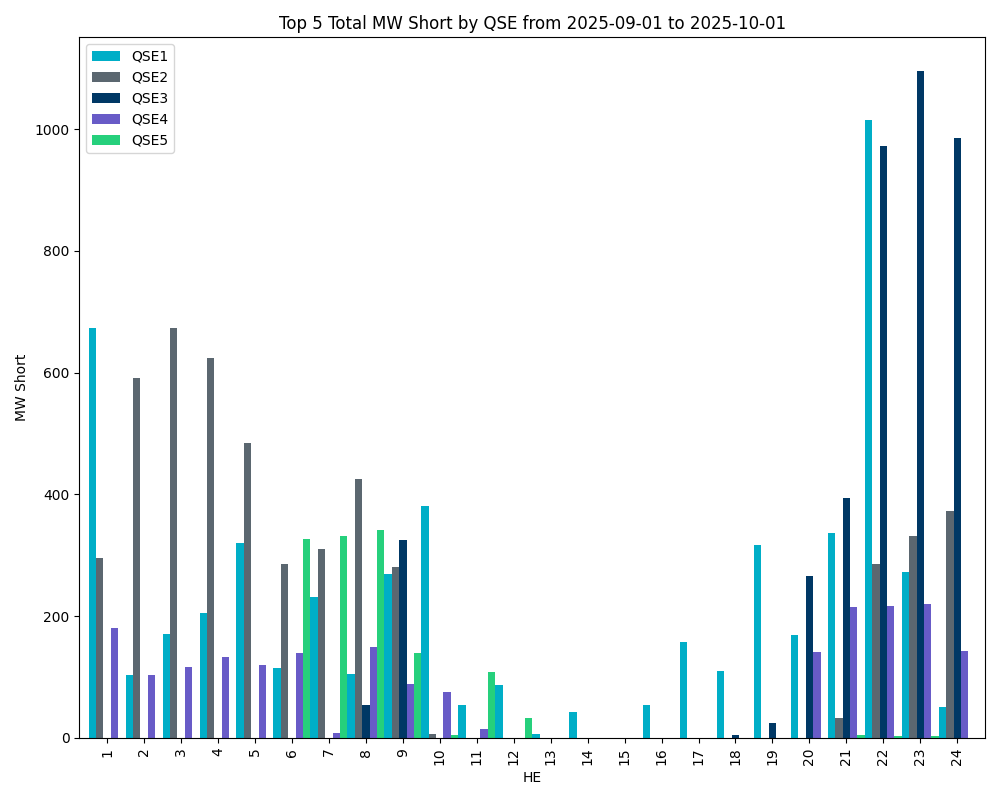 Top 5 Total MW Short by QSE from 2025-09-01 to 2025-10-01
QSE1
QSE2
QSE3
QSE4
QSE5
1000
800
600
400
200
0
MW Short
1 2 3 4 5 6 7 8 9 10 11 12 13 14 15 16 17 18 19 20 21 22 23 24
HE